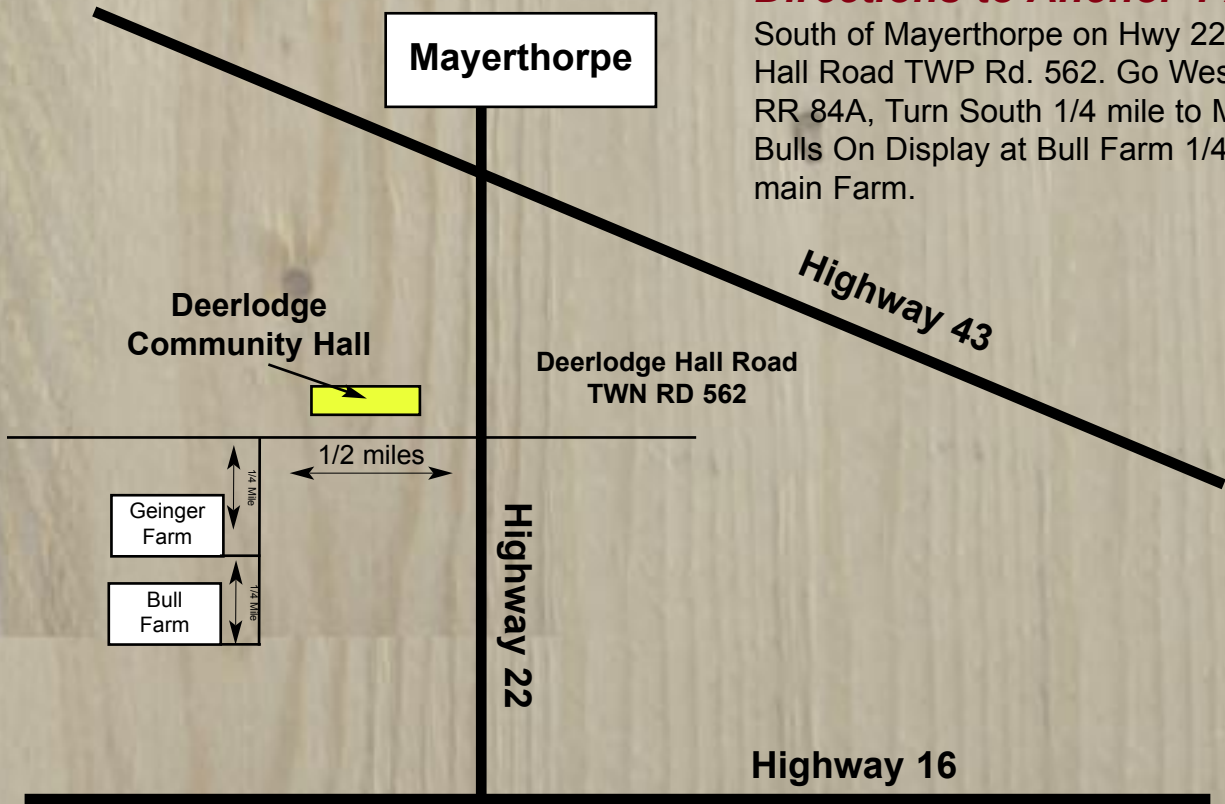 Directions to Anchor
South of Mayerthorpe on Hwy 22
Hall Road TWP Rd. 562. Go Wes
RR 84A, Turn South 1/4 mile to M
Bulls On Display at Bull Farm 1/4
main Farm.
Mayerthorpe
Highway 43
Deerlodge
Community Hall
Deerlodge Hall Road
TWN RD 562
1/2 miles
1/4 Mile
Geinger
Farm
1/4 Mile
Bull
Farm
Highway 22
Highway 16